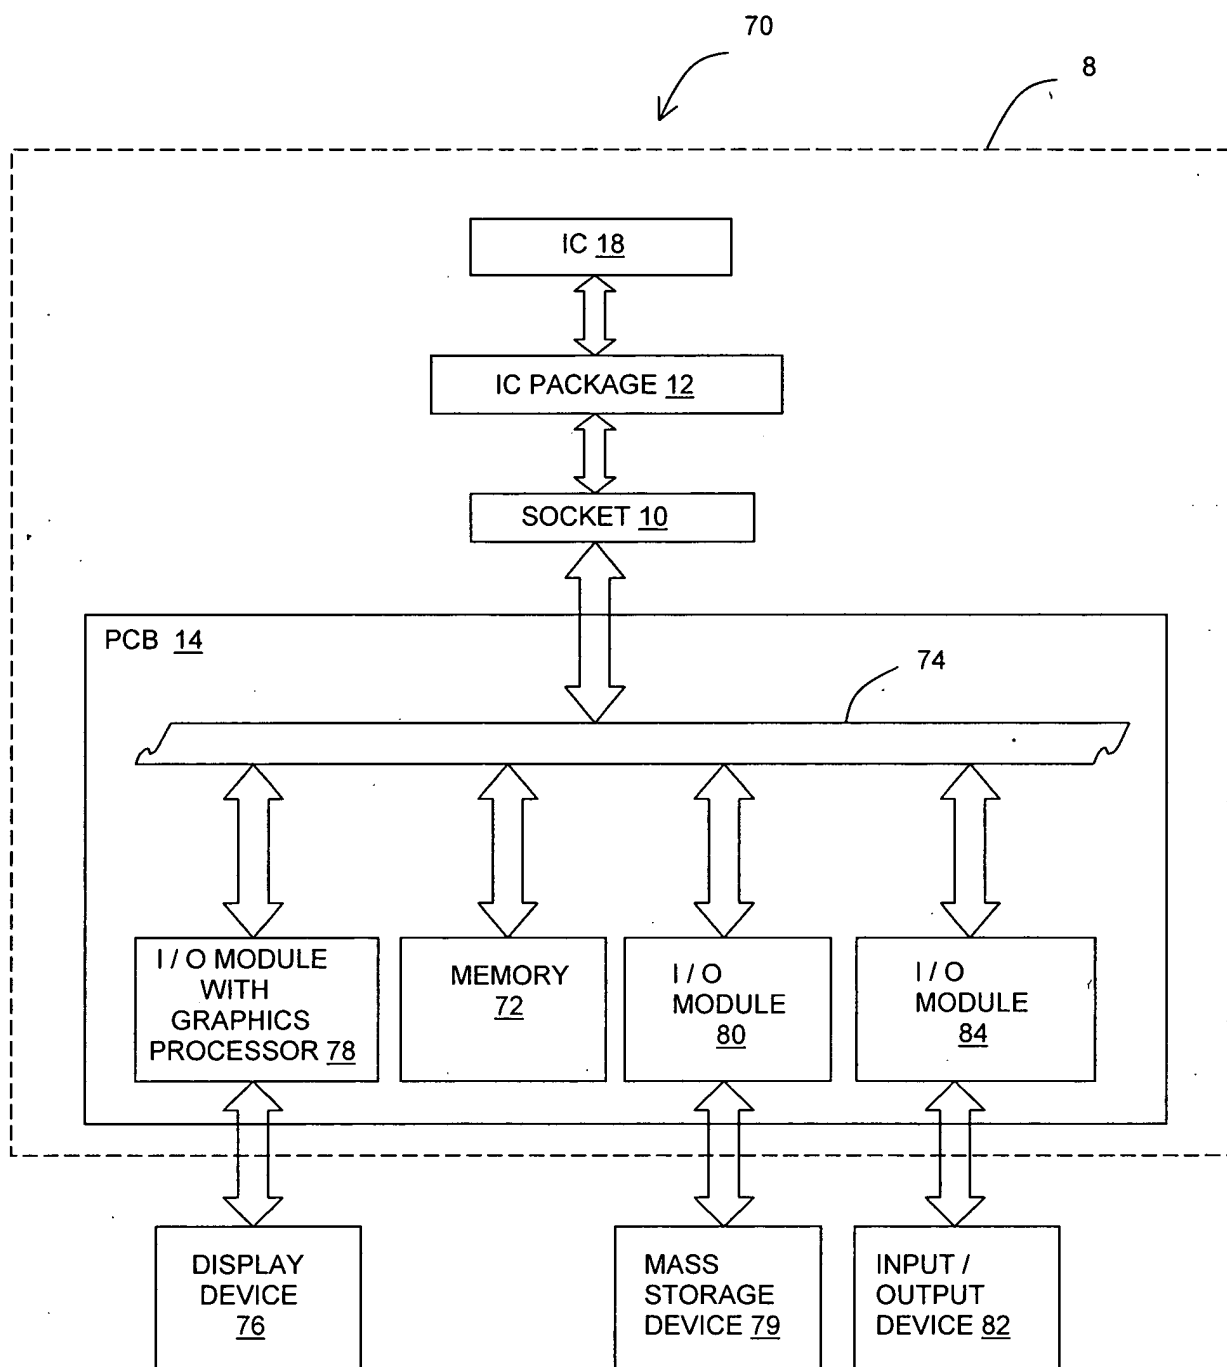 70
8
IC 18
IC PACKAGE 12
SOCKET 10
PCB 14
74
I / O MODULE
WITH
GRAPHICS
PROCESSOR 78
MEMORY
72
I / O
MODULE
80
I / O
MODULE
84
DISPLAY
DEVICE
76
MASS
STORAGE
DEVICE 79
INPUT /
OUTPUT
DEVICE 82